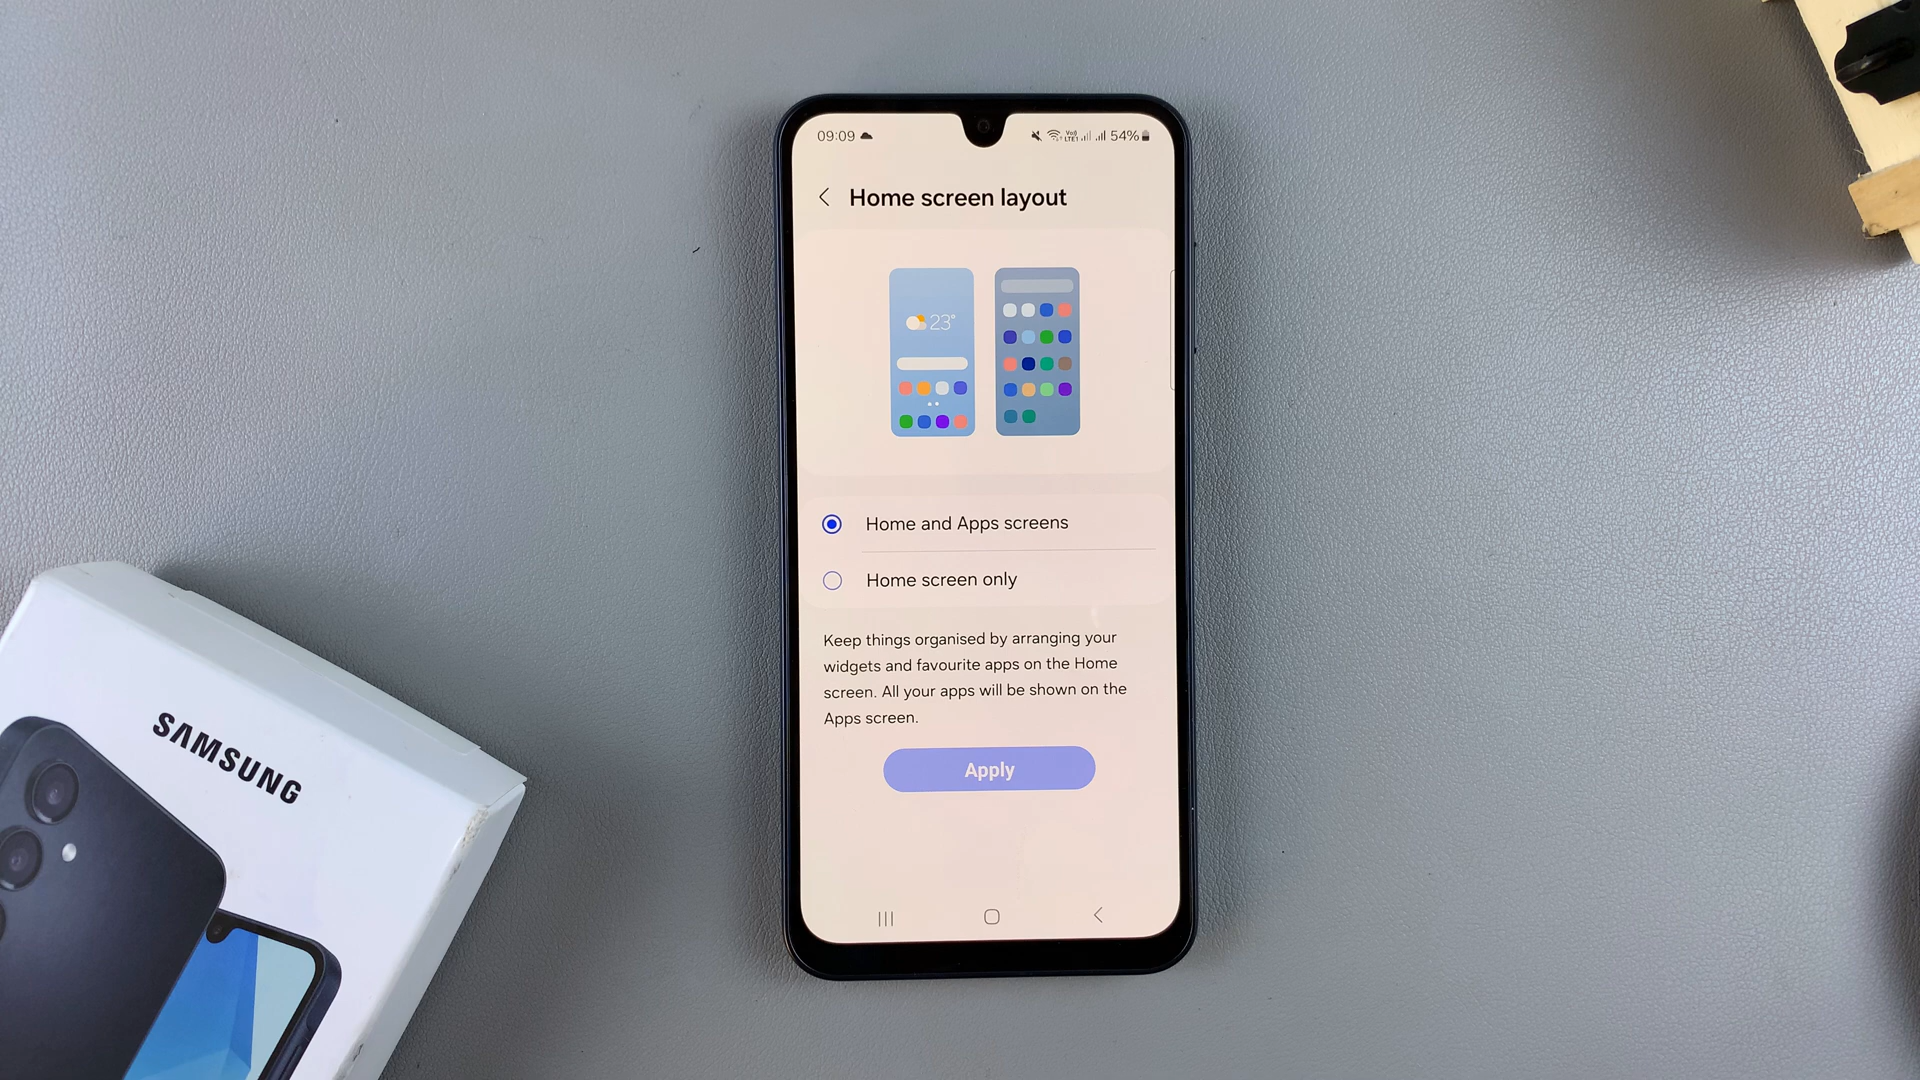 09:09
Vo)) LTE1 54%
Home screen layout
23°
Home and Apps screens
Home screen only
Keep things organised by arranging your
widgets and favourite apps on the Home
screen. All your apps will be shown on the
Apps screen.
Apply
SAMSUNG